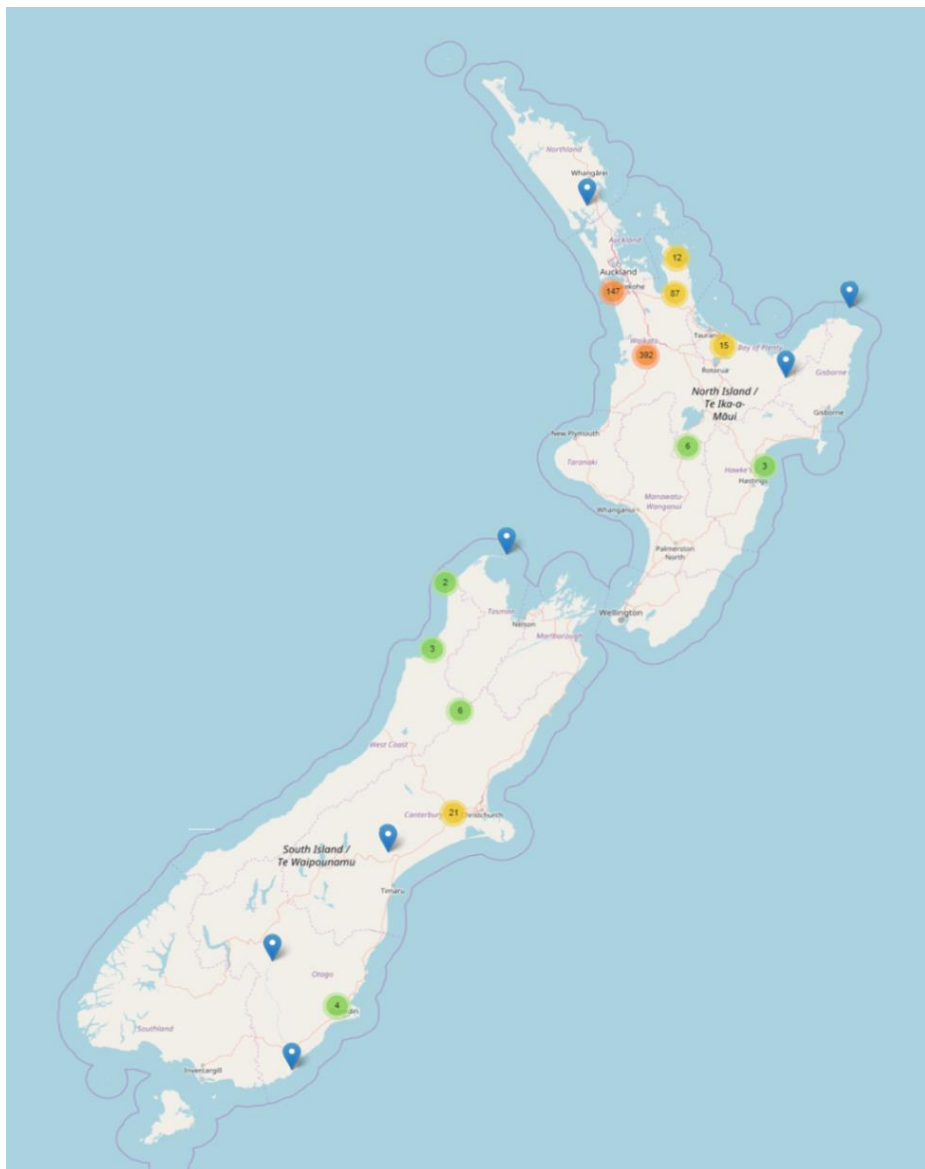 Northland
Whangārei
Auckland
12
Auckland
147
ekohe
87
Tauran
15
Bay of Plenty
Waikato
392
Rotorua
Gisborne
North Island /
Te Ika-a-
Māui
Gisborne
New Plymouth
6
Taranaki
3
Hawke's
Hastings
Manawatū-
Whanganui
Whanganui
Palmerston
North
2
Tasman
Wellington
Nelson
Marlborough
3
6
West Coast
21
Canterbury
Christchurch
South Island /
Te Waipounamu
Timaru
Otago
4
Southland
Invercargill